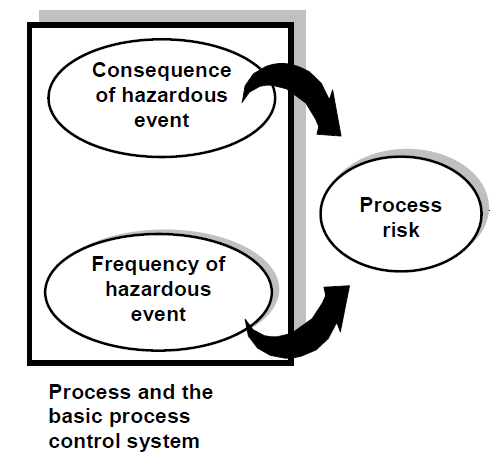 Consequence
of hazardous
event
Process
risk
Frequency of
hazardous
event
Process and the
basic process
control system